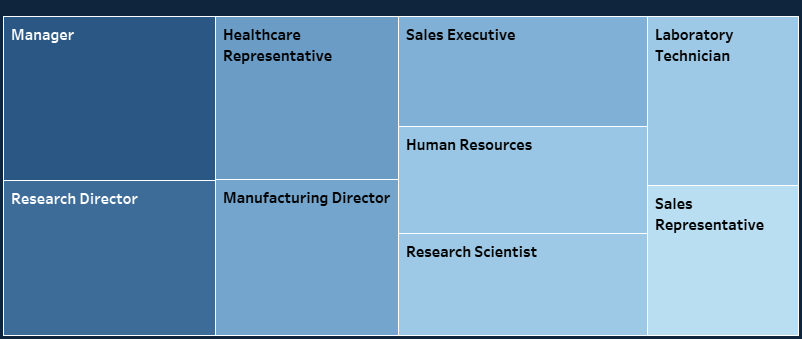 Manager
Research Director
Healthcare
Representative
Manufacturing Director
Sales Executive
Human Resources
Research Scientist
Laboratory
Technician
Sales
Representative